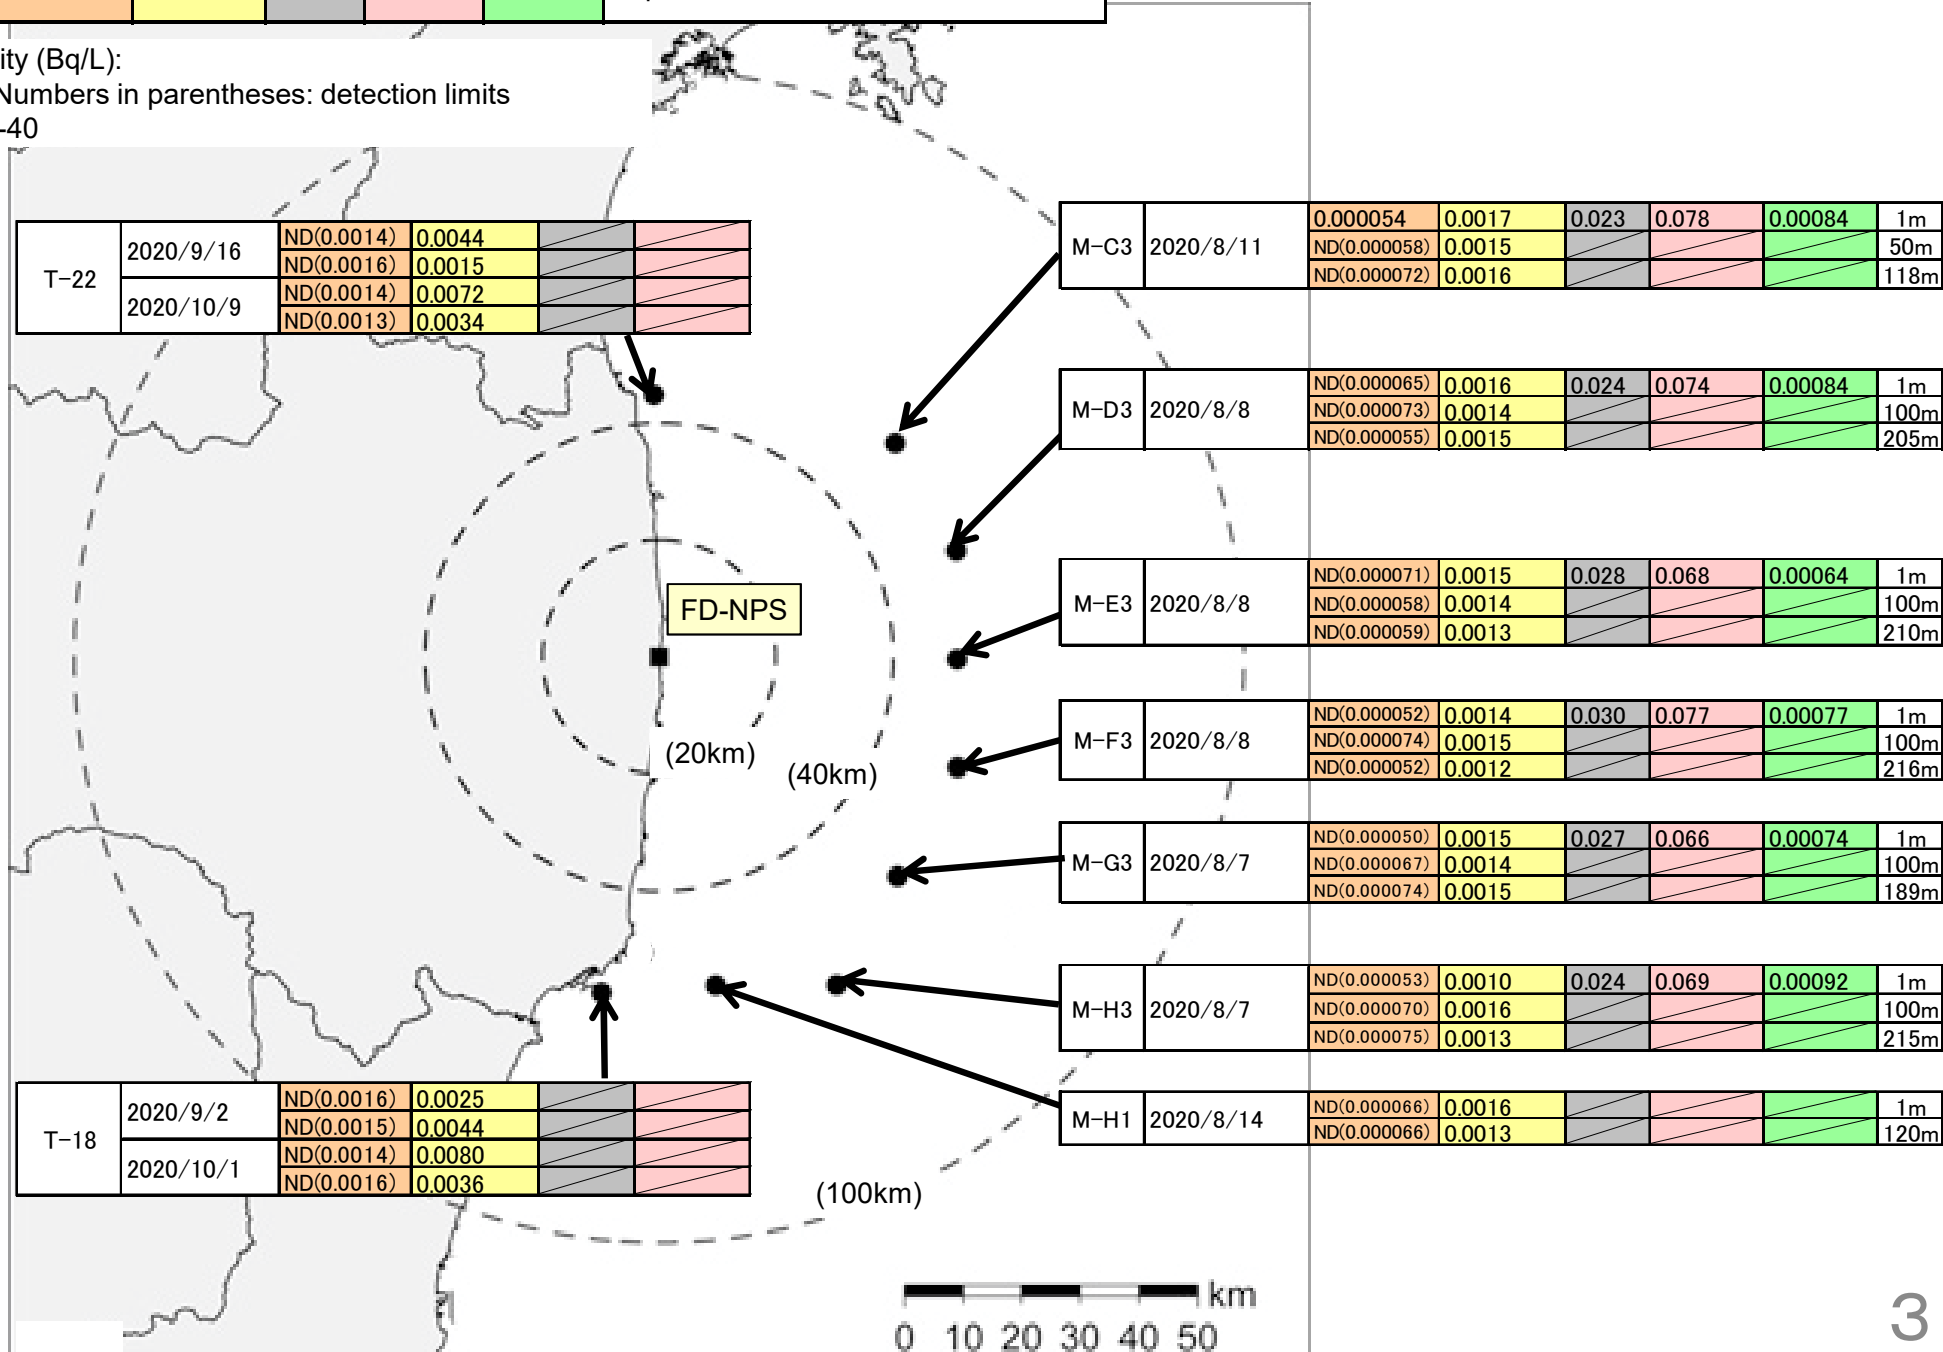 ity (Bq/L):
Numbers in parentheses: detection limits
-40
T-22 2020/9/16 ND(0.0014) 0.0044
ND(0.0016) 0.0015
2020/10/9 ND(0.0014) 0.0072
ND(0.0013) 0.0034
M-C3 2020/8/11 0.000054 0.0017 0.023 0.078 0.00084 1m
ND(0.000058) 0.0015 50m
ND(0.000072) 0.0016 118m
M-D3 2020/8/8 ND(0.000065) 0.0016 0.024 0.074 0.00084 1m
ND(0.000073) 0.0014 100m
ND(0.000055) 0.0015 205m
M-E3 2020/8/8 ND(0.000071) 0.0015 0.028 0.068 0.00064 1m
ND(0.000058) 0.0014 100m
ND(0.000059) 0.0013 210m
FD-NPS
M-F3 2020/8/8 ND(0.000052) 0.0014 0.030 0.077 0.00077 1m
ND(0.000074) 0.0015 100m
ND(0.000052) 0.0012 216m
(20km)
(40km)
M-G3 2020/8/7 ND(0.000050) 0.0015 0.027 0.066 0.00074 1m
ND(0.000067) 0.0014 100m
ND(0.000074) 0.0015 189m
M-H3 2020/8/7 ND(0.000053) 0.0010 0.024 0.069 0.00092 1m
ND(0.000070) 0.0016 100m
ND(0.000075) 0.0013 215m
M-H1 2020/8/14 ND(0.000066) 0.0016 1m
ND(0.000066) 0.0013 120m
T-18 2020/9/2 ND(0.0016) 0.0025
ND(0.0015) 0.0044
2020/10/1 ND(0.0014) 0.0080
ND(0.0016) 0.0036
(100km)
km
0 10 20 30 40 50
3